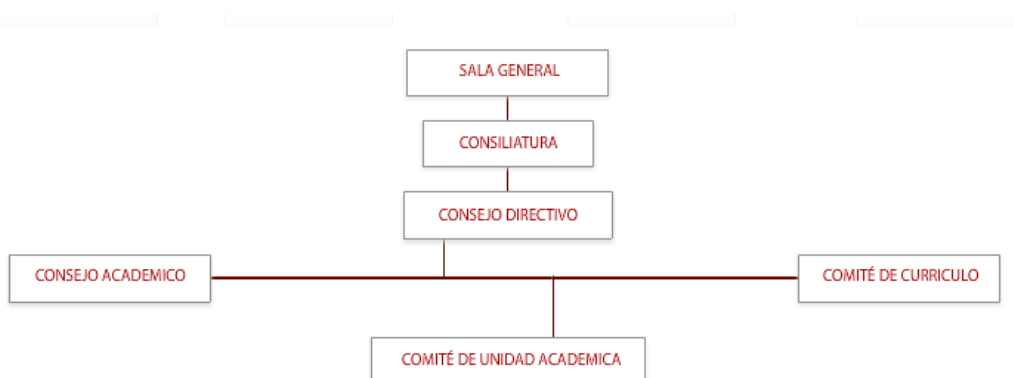 SALA GENERAL
CONSILIATURA
CONSEJO DIRECTIVO
CONSEJO ACADEMICO
COMITÉ DE CURRICULO
COMITÉ DE UNIDAD ACADEMICA